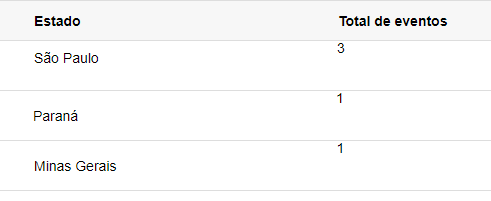 Estado Total de eventos
São Paulo 3
Paraná 1
Minas Gerais 1